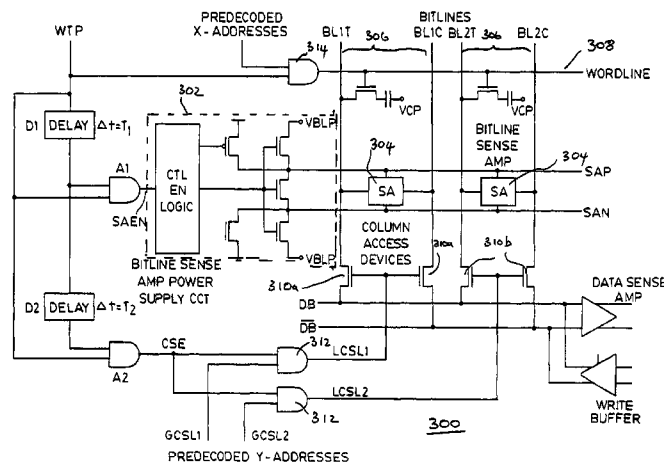 PREDECODED
X-ADDRESSES
WTP
BITLINES
BL1T
306
BL1C
BL2T
306
BL2C
314
308
WORDLINE
302
VCP
VCP
D1
DELAY
Δt=T1
VBLP
BITLINE
SENSE
AMP
A1
SAEN
CTL
EN
LOGIC
304
SA
304
SA
SAP
SAN
VBLP
BITLINE SENSE
AMP POWER
SUPPLY CCT
COLUMN
ACCESS
DEVICES
310a
310a
310b
DATA SENSE
AMP
DB
DB
D2
DELAY
Δt=T2
A2
CSE
312
LCSL1
312
LCSL2
WRITE
BUFFER
300
GCSL1
GCSL2
PREDECODED Y-ADDRESSES